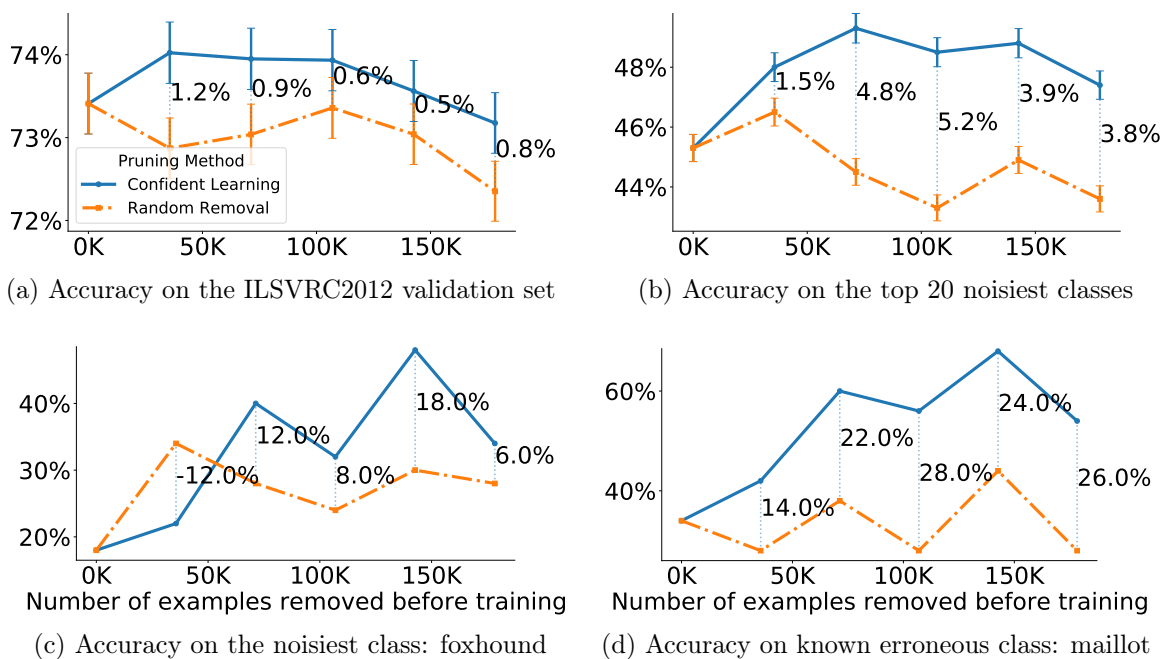 74%
73%
72%
1.2%
0.9%
0.6%
0.5%
0.8%
Pruning Method
Confident Learning
Random Removal
0K 50K 100K 150K
(a) Accuracy on the ILSVRC2012 validation set
48%
46%
44%
1.5%
4.8%
5.2%
3.9%
3.8%
0K 50K 100K 150K
(b) Accuracy on the top 20 noisiest classes
40%
30%
20%
-12.0%
12.0%
8.0%
18.0%
6.0%
0K 50K 100K 150K
Number of examples removed before training
(c) Accuracy on the noisiest class: foxhound
60%
40%
14.0%
22.0%
28.0%
24.0%
26.0%
0K 50K 100K 150K
Number of examples removed before training
(d) Accuracy on known erroneous class: maillot